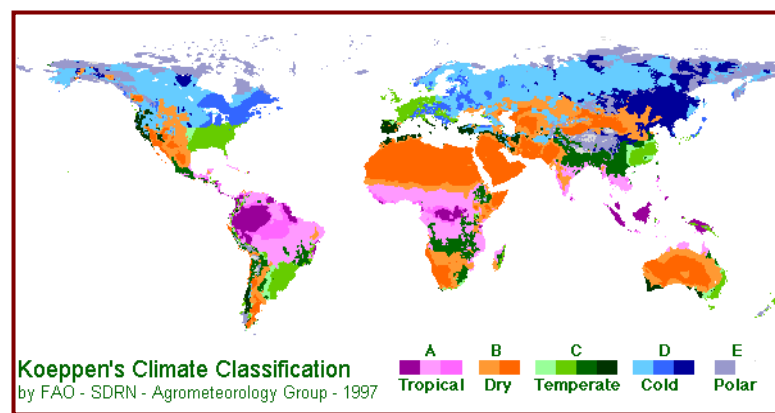 A B C D E
Tropical Dry Temperate Cold Polar
Koeppen's Climate Classification
by FAO - SDRN - Agrometeorology Group - 1997